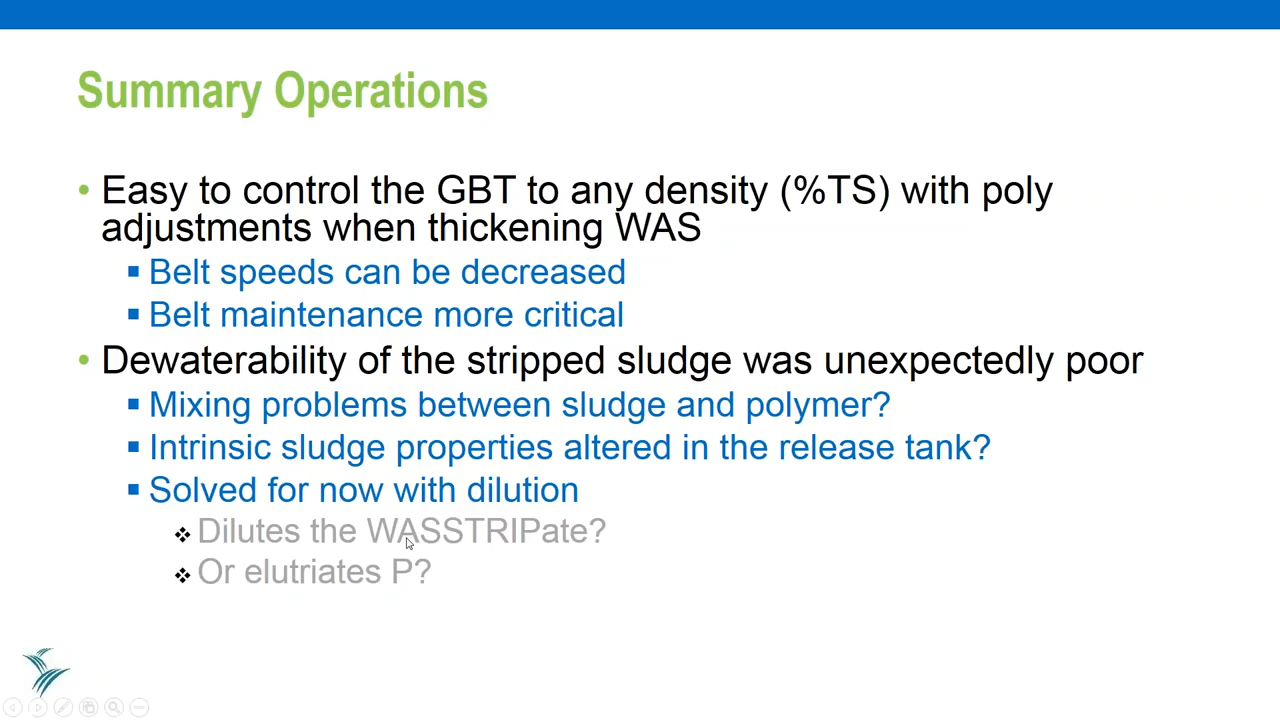 Summary Operations
• Easy to control the GBT to any density (%TS) with poly
adjustments when thickening WAS
▪ Belt speeds can be decreased
▪ Belt maintenance more critical
• Dewaterability of the stripped sludge was unexpectedly poor
▪ Mixing problems between sludge and polymer?
▪ Intrinsic sludge properties altered in the release tank?
▪ Solved for now with dilution
❖ Dilutes the WASSTRIPate?
❖ Or elutriates P?